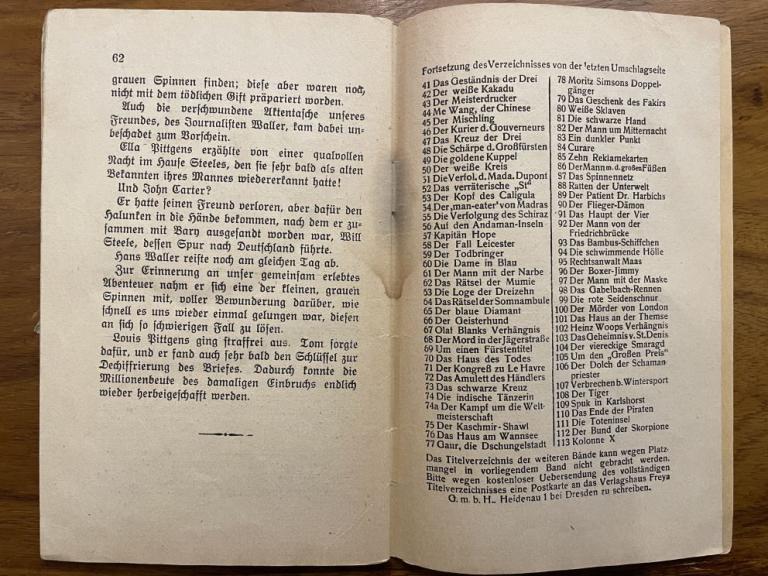 62
grauen Spinnen finden; diese aber waren noch
nicht mit dem tödlichen Gift präpariert worden.
Auch die verschwundene Aktentasche unseres
Freundes, des Journalisten Waller, kam dabei un-
beschadet zum Vorschein.
Ella Pittgens erzählte von einer qualvollen
Nacht im Hause Steeles, den sie sehr bald als alten
Bekannten ihres Mannes wiedererkannt hatte!
Und John Carter?
Er hatte seinen Freund verloren, aber dafür den
Halunken in die Hände bekommen, nach dem er zu-
sammen mit Bary ausgesandt worden war, Will
Steele, dessen Spur nach Deutschland führte.
Hans Waller reiste noch am gleichen Tag ab.
Zur Erinnerung an unser gemeinsam erlebtes
Abenteuer nahm er sich eine der kleinen, grauen
Spinnen mit, voller Bewunderung darüber, wie
schnell es uns wieder einmal gelungen war, diesen
an sich so schwierigen Fall zu lösen.
Louis Pittgens ging straffrei aus. Tom sorgte
dafür, und er fand auch sehr bald den Schlüssel zur
Dechiffrierung des Briefes. Dadurch konnte die
Millionenbeute des damaligen Einbruchs endlich
wieder herbeigeschafft werden.
Fortsetzung des Verzeichnisses von der letzten Umschlagseite
41 Das Geständnis der Drei
42 Der weiße Kakadu
43 Der Meisterdrucker
44 Me Wang, der Chinese
45 Der Mischling
46 Der Kurier d. Gouverneurs
47 Das Kreuz der Drei
48 Die Schärpe d. Großfürsten
49 Die goldene Kuppel
50 Der weiße Kreis
51 Die Verfol. d. Mada. Dupont
52 Das verräterische „St"
53 Der Kopf des Caligula
54 Der „man-eater' von Madras
55 Die Verfolgung des Schiraz
56 Auf den Andaman-Inseln
57 Kapitän Hope
58 Der Fall Leicester
59 Der Todbringer
60 Die Dame in Blau
61 Der Mann mit der Narbe
62 Das Rätsel der Mumie
63 Die Loge der Dreizehn
64 Das Rätsel der Somnambule
65 Der blaue Diamant
66 Der Geisterhund
67 Olaf Blanks Verhängnis
68 Der Mord in der Jägerstraße
69 Um einen Fürstentitel
70 Das Haus des Todes
71 Der Kongreß zu Le Havre
72 Das Amulett des Händlers
73 Das schwarze Kreuz
74 Die indische Tänzerin
74a Der Kampf um die Welt-
meisterschaft
75 Der Kaschmir-Shawl
76 Das Haus am Wannsee
77 Gaur, die Dschungelstadt
78 Moritz Simsons Doppel-
gänger
79 Das Geschenk des Fakirs
80 Weiße Sklaven
81 Die schwarze Hand
82 Der Mann um Mitternacht
83 Ein dunkler Punkt
84 Curare
85 Zehn Reklamekarten
86 Der Mann m. d. großen Füßen
87 Das Spinnennetz
88 Ratten der Unterwelt
89 Der Patient Dr. Harbichs
90 Der Flieger-Dämon
91 Das Haupt der Vier
92 Der Mann von der
Friedrichbrücke
93 Das Bambus-Schiffchen
94 Die schwimmende Hölle
95 Rechtsanwalt Maas
96 Der Boxer-Jimmy
97 Der Mann mit der Maske
98 Das Gabelbach-Rennen
99 Die rote Seidenschnur
100 Der Mörder von London
101 Das Haus an der Themse
102 Heinz Woops Verhängnis
103 Das Geheimnis v. St. Denis
104 Der viereckige Smaragd
105 Um den „Großen Preis"
106 Der Dolch der Schaman-
priester
107 Verbrechen b. Wintersport
108 Der Tiger
109 Spuk in Karlshorst
110 Das Ende der Piraten
111 Die Toteninsel
112 Der Bund der Skorpione
113 Kolonne X
Das Titelverzeichnis der weiteren Bände kann wegen Platz-
mangel in vorliegendem Band nicht gebracht werden.
Bitte wegen kostenloser Uebersendung des vollständigen
Titelverzeichnisses eine Postkarte an das Verlagshaus Freya
G. m. b. H., Heidenau 1 bei Dresden zu schreiben.